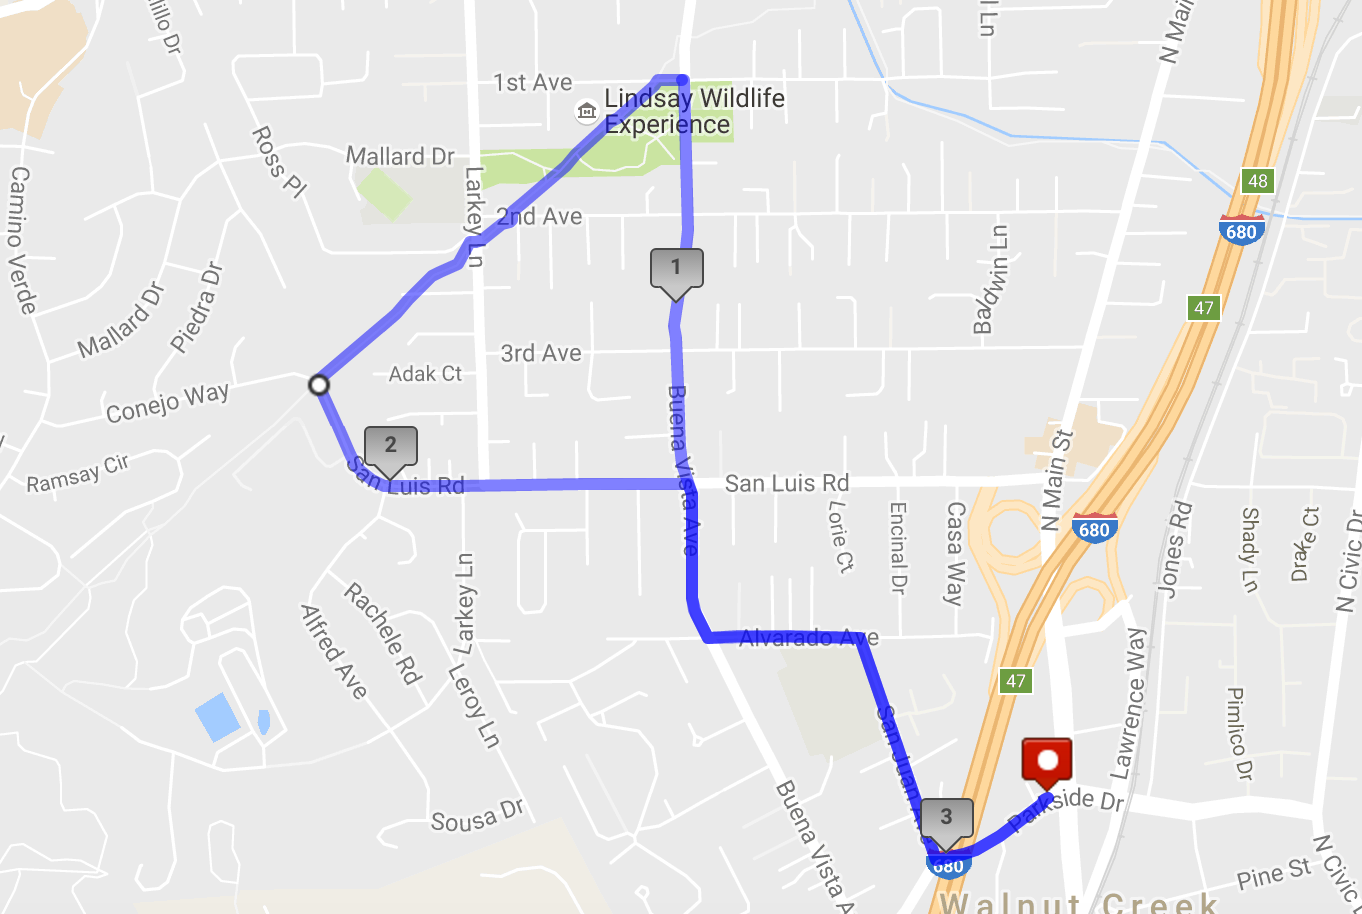 N Mai
l Ln
1st Ave
Lindsay Wildlife
Experience
Ross Pl
Mallard Dr
Larkey Ln
48
680
2nd Ave
Camino Verde
Baldwin Ln
1
47
Mallard Dr
Piedra Dr
3rd Ave
Adak Ct
Conejo Way
Buena Vista Ave
2
N Main St
Ramsay Cir
San Luis Rd
San Luis Rd
680
Lorie Ct
Encinal Dr
Casa Way
Jones Rd
Shady Ln
Drake Ct
N Civic Dr
Larkey Ln
Rachele Rd
Alfred Ave
Alvarado Ave
Leroy Ln
47
Lawrence Way
Pimlico Dr
San Juan A
Buena Vista A
Sousa Dr
Parkside Dr
3
680
Pine St
N Civic D
Walnut Creek